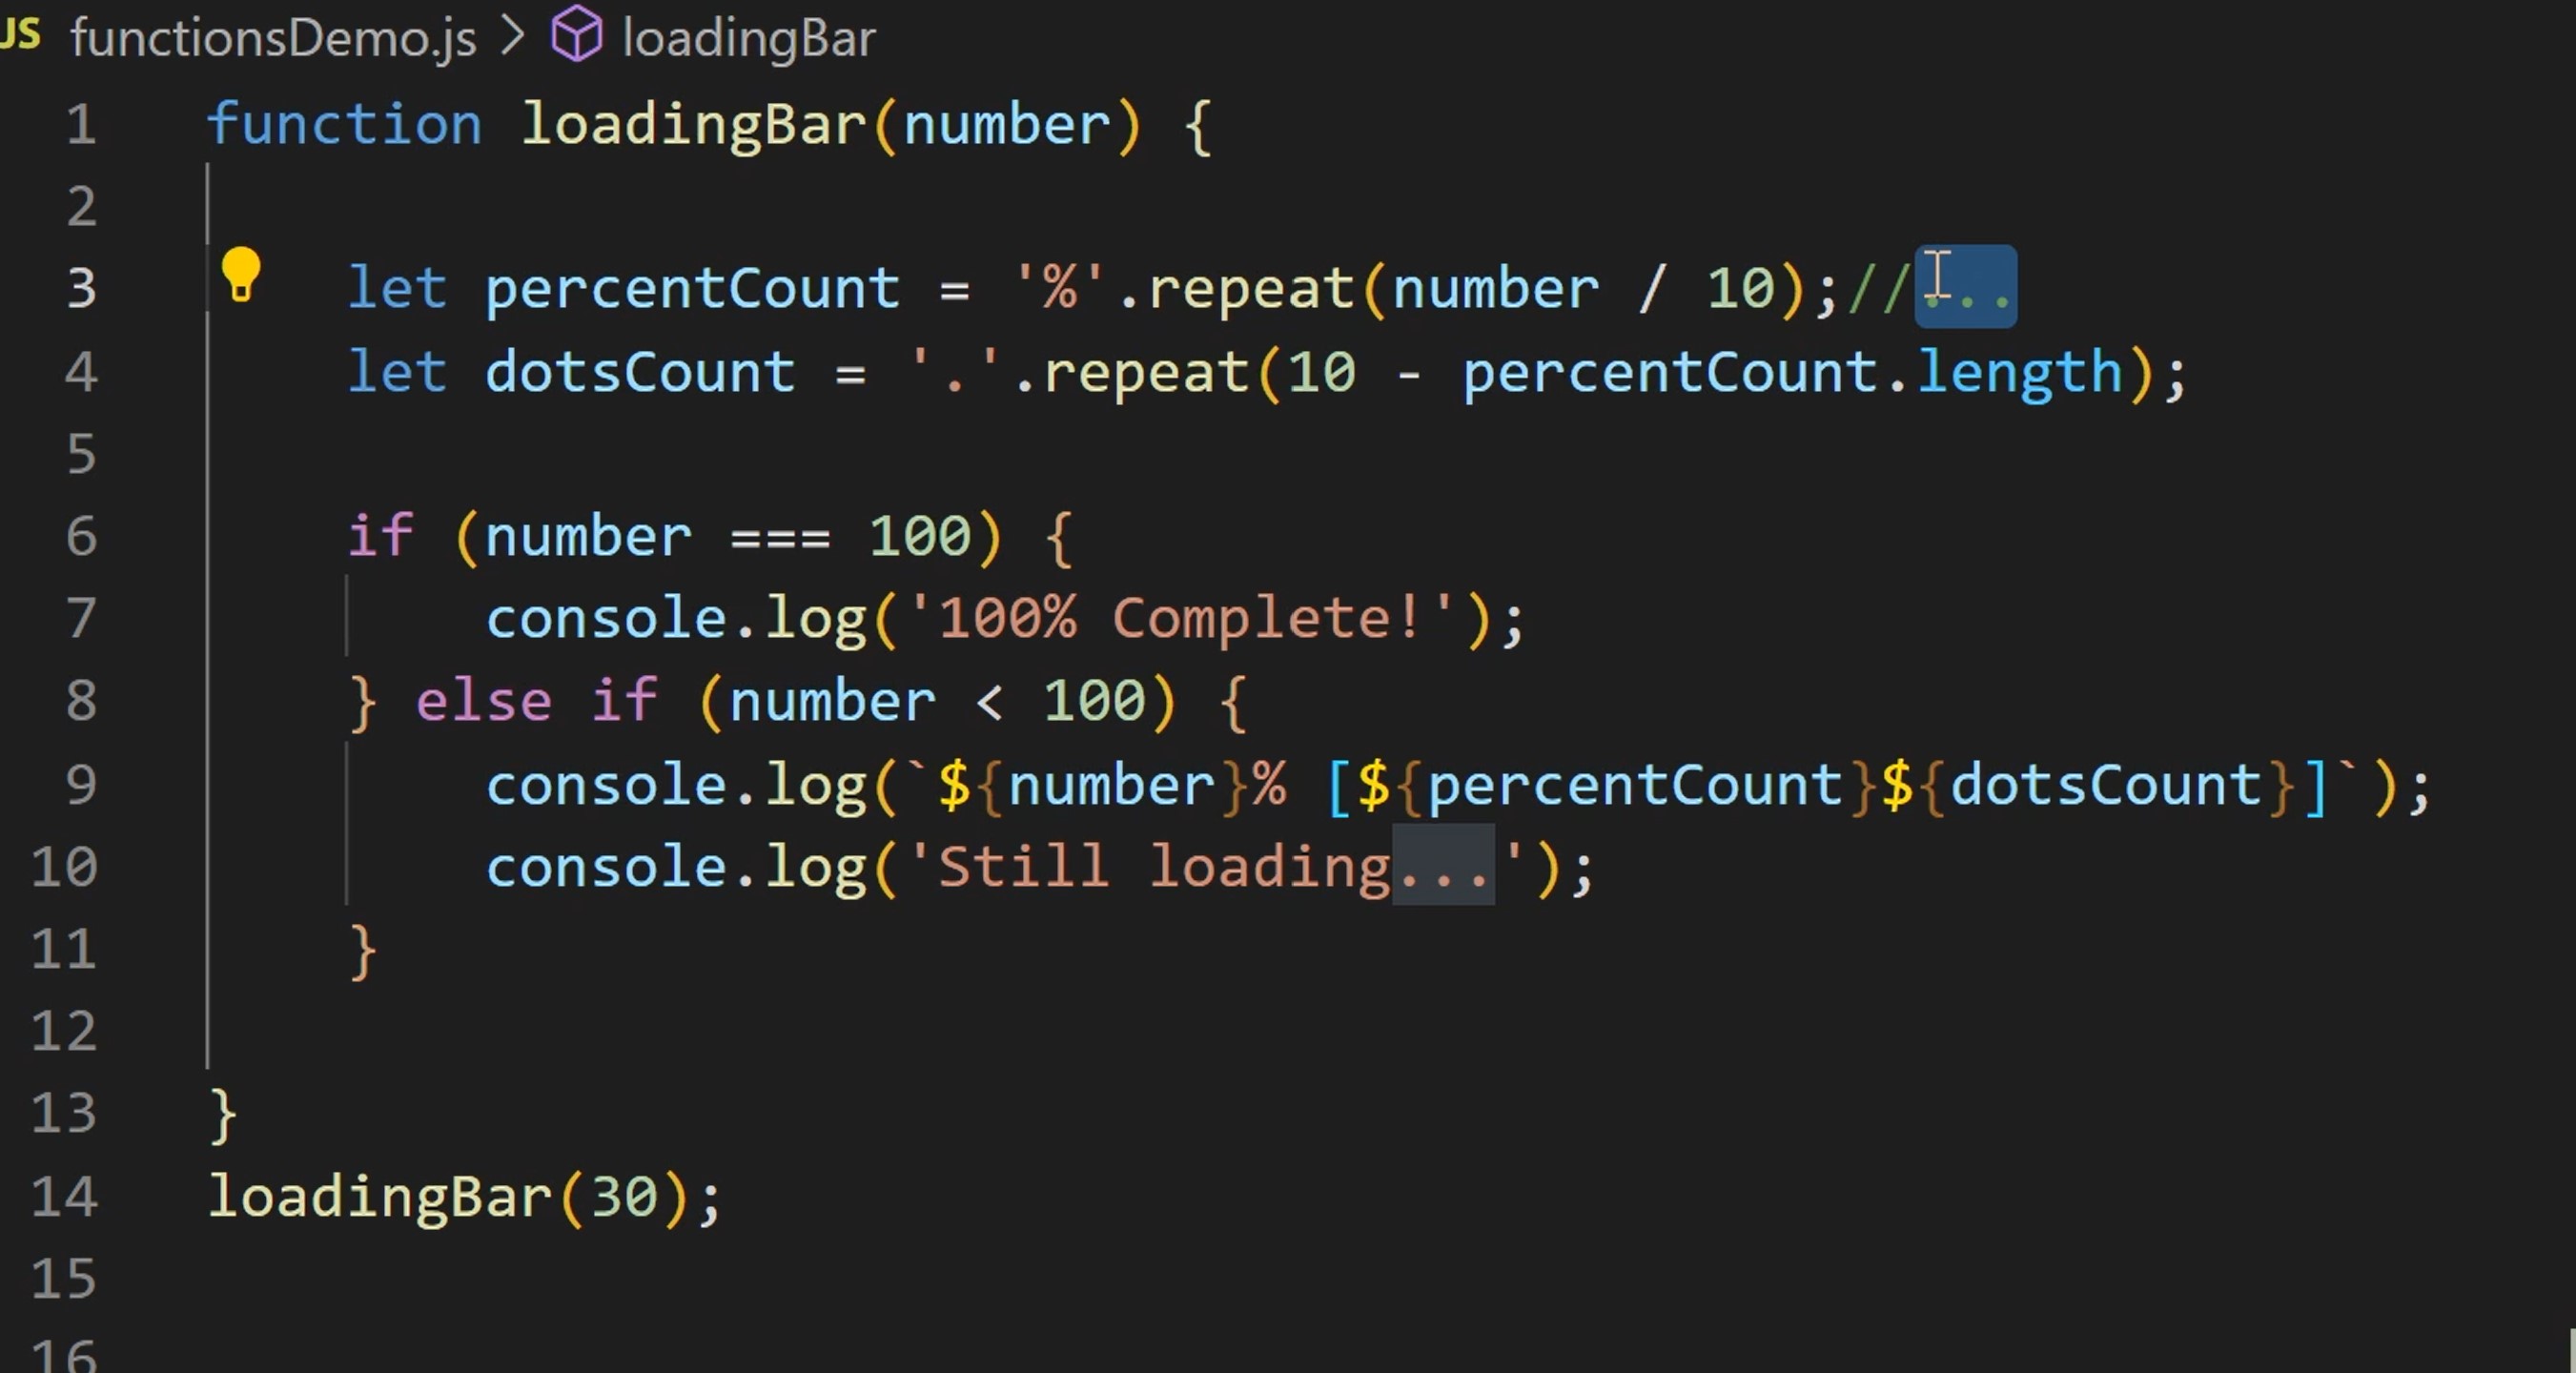 JS functionsDemo.js > loadingBar
1 function loadingBar(number) {
2
3 let percentCount = '%'.repeat(number / 10);//...
4 let dotsCount = '.'.repeat(10 - percentCount.length);
5
6 if (number === 100) {
7 console.log('100% Complete!');
8 } else if (number < 100) {
9 console.log(`${number}% [${percentCount}${dotsCount}]`);
10 console.log('Still loading...');
11 }
12
13 }
14 loadingBar(30);
15
16